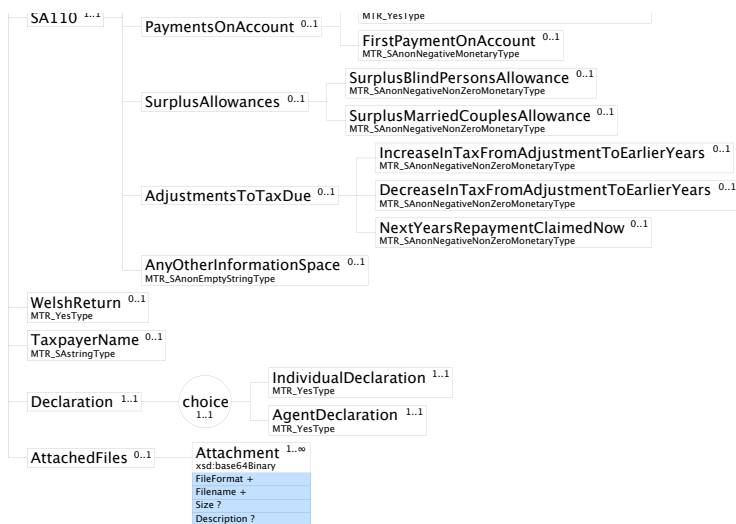 SA110 1..1
MTR_YesType
PaymentsOnAccount 0..1
FirstPaymentOnAccount 0..1
MTR_SAnonNegativeMonetaryType
SurplusAllowances 0..1
SurplusBlindPersonsAllowance 0..1
MTR_SAnonNegativeNonZeroMonetaryType
SurplusMarriedCouplesAllowance 0..1
MTR_SAnonNegativeNonZeroMonetaryType
AdjustmentsToTaxDue 0..1
IncreaseInTaxFromAdjustmentToEarlierYears 0..1
MTR_SAnonNegativeNonZeroMonetaryType
DecreaseInTaxFromAdjustmentToEarlierYears 0..1
MTR_SAnonNegativeNonZeroMonetaryType
NextYearsRepaymentClaimedNow 0..1
MTR_SAnonNegativeNonZeroMonetaryType
AnyOtherInformationSpace 0..1
MTR_SAnonEmptyStringType
WelshReturn 0..1
MTR_YesType
TaxpayerName 0..1
MTR_SAstringType
Declaration 1..1
choice
1..1
IndividualDeclaration 1..1
MTR_YesType
AgentDeclaration 1..1
MTR_YesType
AttachedFiles 0..1
Attachment 1..∞
xsd:base64Binary
FileFormat +
Filename +
Size ?
Description ?